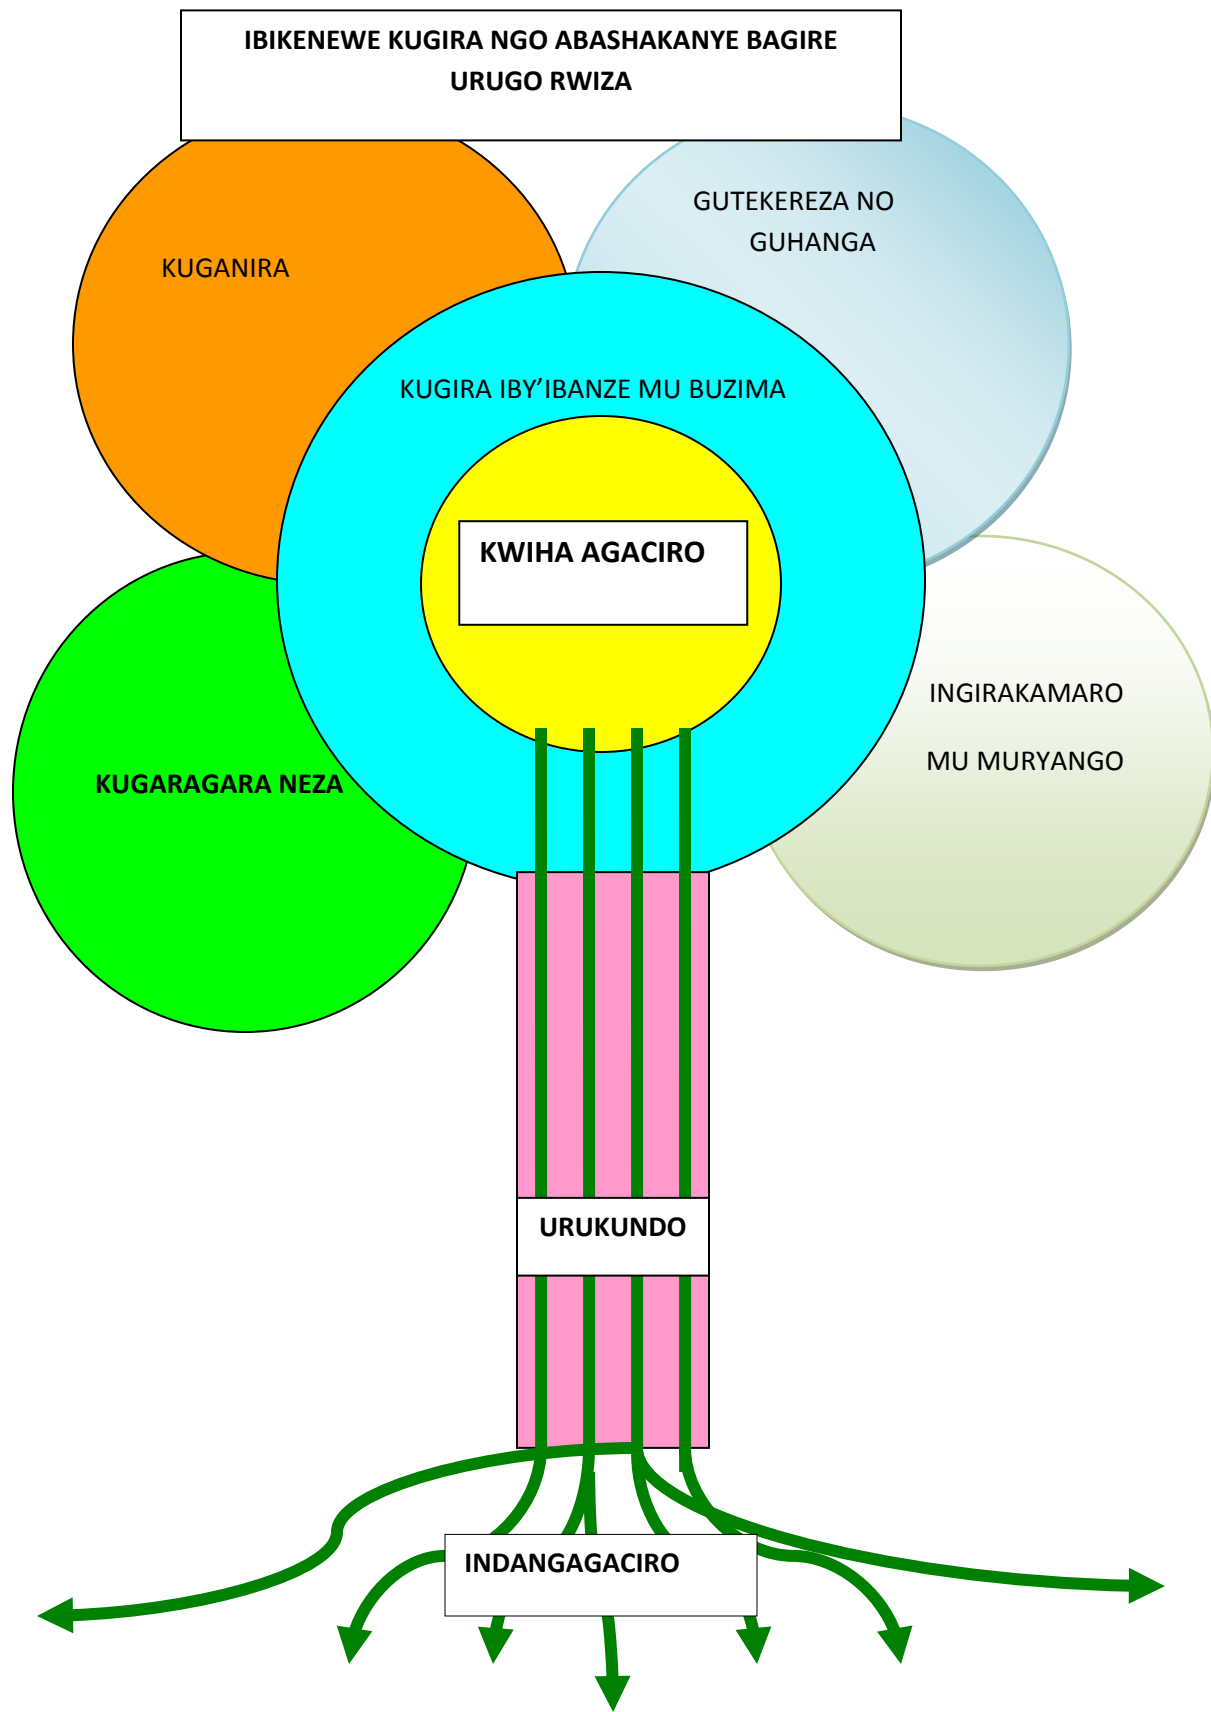 IBIKENEWE KUGIRA NGO ABASHAKANYE BAGIRE
URUGO RWIZA
GUTEKEREZA NO
GUHANGA
KUGANIRA
KUGIRA IBY’IBANZE MU BUZIMA
KWIHA AGACIRO
INGIRAKAMARO
MU MURYANGO
KUGARAGARA NEZA
URUKUNDO
INDANGAGACIRO